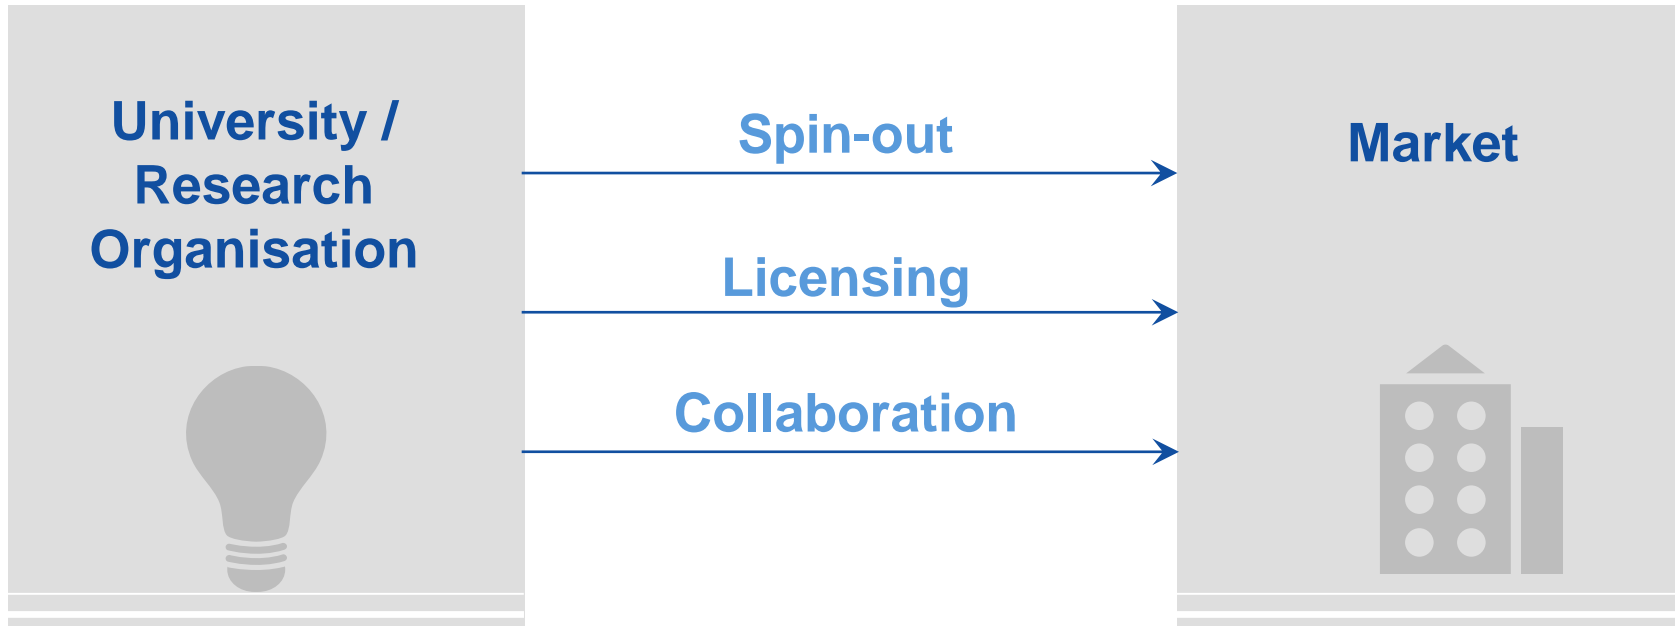 University /
Research
Organisation
Spin-out
Licensing
Collaboration
Market